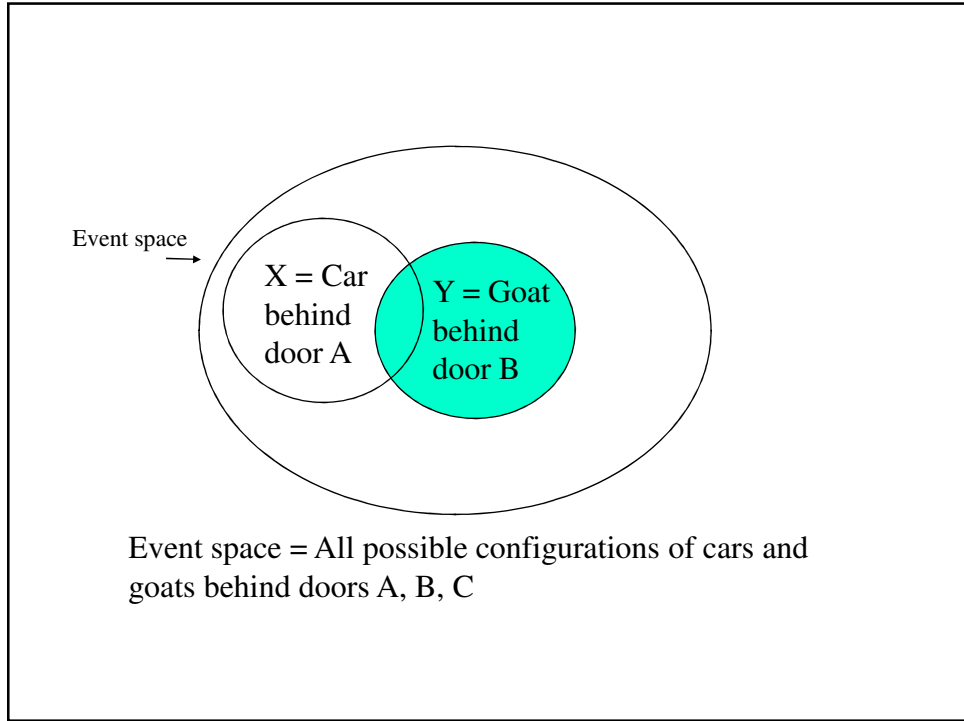 Event space
X = Car
behind
door A
Y = Goat
behind
door B
Event space = All possible configurations of cars and
goats behind doors A, B, C